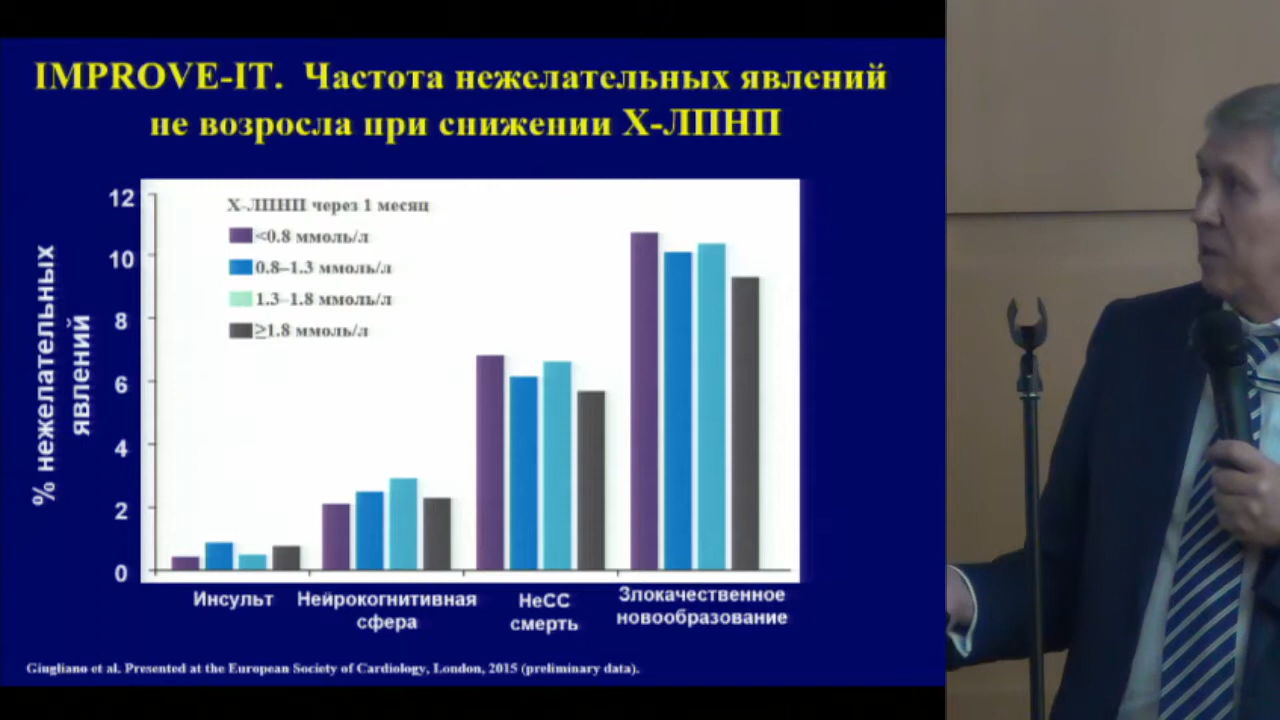 IMPROVE-IT. Частота нежелательных явлений
не возросла при снижении Х-ЛПНП
% нежелательных
явлений
12
10
8
6
4
2
0
Х-ЛПНП через 1 месяц
<0.8 ммоль/л
0.8–1.3 ммоль/л
1.3–1.8 ммоль/л
≥1.8 ммоль/л
Инсульт
Нейрокогнитивная
сфера
НеСС
смерть
Злокачественное
новообразование
Giugliano et al. Presented at the European Society of Cardiology, London, 2015 (preliminary data).